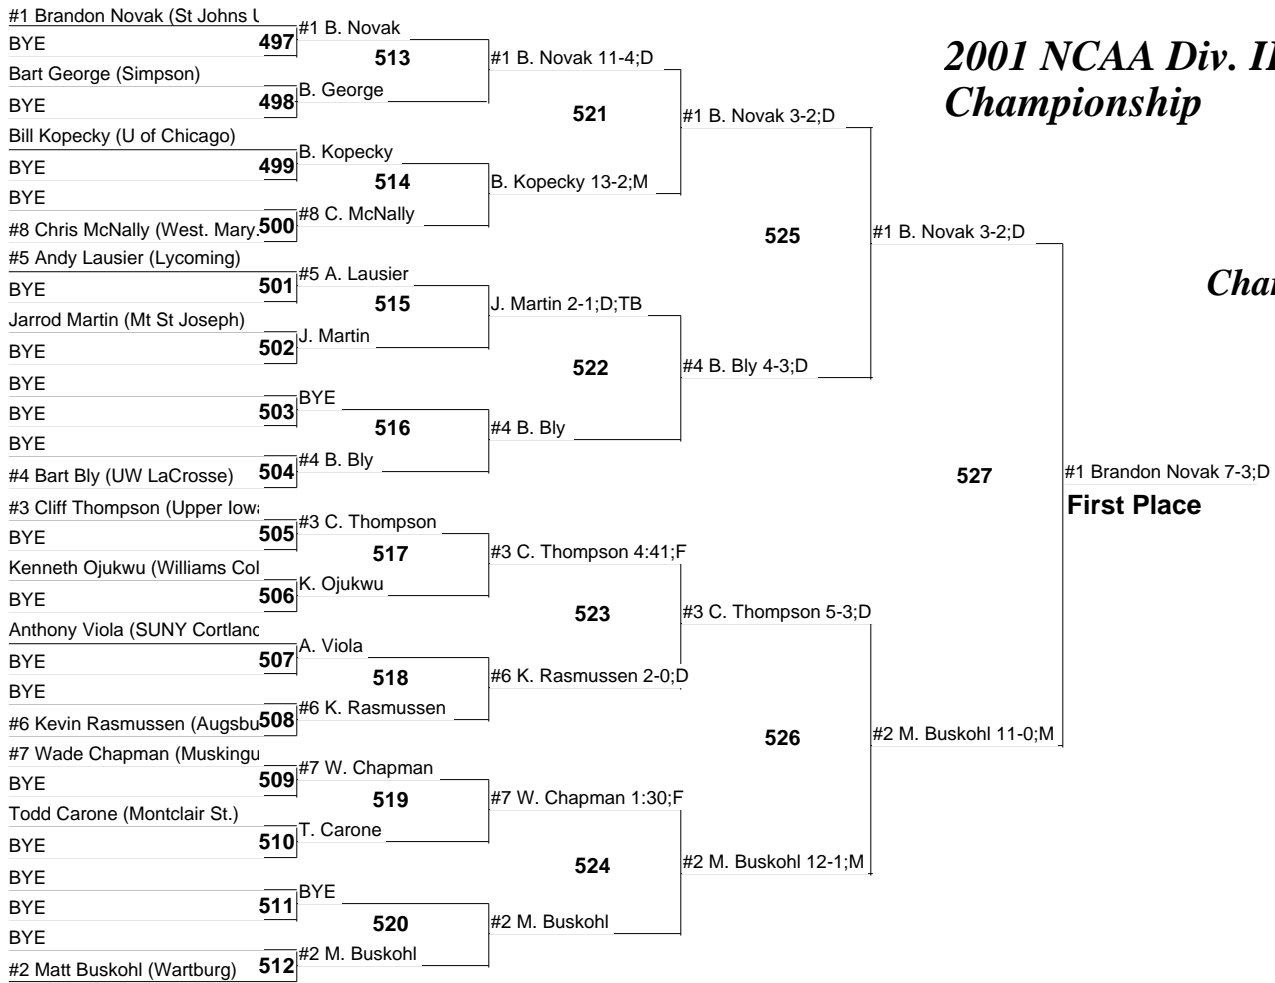 #1 Brandon Novak (St Johns
BYE
497
Bart George (Simpson)
BYE
498
Bill Kopecky (U of Chicago)
BYE
499
BYE
#8 Chris McNally (West. Mary.
500
#5 Andy Lausier (Lycoming)
BYE
501
Jarrod Martin (Mt St Joseph)
BYE
502
BYE
BYE
503
BYE
#4 Bart Bly (UW LaCrosse)
504
#3 Cliff Thompson (Upper Iowa
BYE
505
Kenneth Ojukwu (Williams Col
BYE
506
Anthony Viola (SUNY Cortland
BYE
507
BYE
#6 Kevin Rasmussen (Augsbu
508
#7 Wade Chapman (Muskingu
BYE
509
Todd Carone (Montclair St.)
BYE
510
BYE
BYE
511
BYE
#2 Matt Buskohl (Wartburg)
512
#1 B. Novak
513
B. George
B. Kopecky
514
#8 C. McNally
#5 A. Lausier
515
J. Martin
BYE
516
#4 B. Bly
#3 C. Thompson
517
K. Ojukwu
A. Viola
518
#6 K. Rasmussen
#7 W. Chapman
519
T. Carone
BYE
520
#2 M. Buskohl
#1 B. Novak 11-4;D
521
B. Kopecky 13-2;M
J. Martin 2-1;D;TB
522
#4 B. Bly
#3 C. Thompson 4:41;F
523
#6 K. Rasmussen 2-0;D
#7 W. Chapman 1:30;F
524
#2 M. Buskohl
#1 B. Novak 3-2;D
525
#4 B. Bly 4-3;D
#3 C. Thompson 5-3;D
526
#2 M. Buskohl 12-1;M
#1 B. Novak 3-2;D
527
#2 M. Buskohl 11-0;M
#1 Brandon Novak 7-3;D
First Place
2001 NCAA Div. II
Championship
Cham